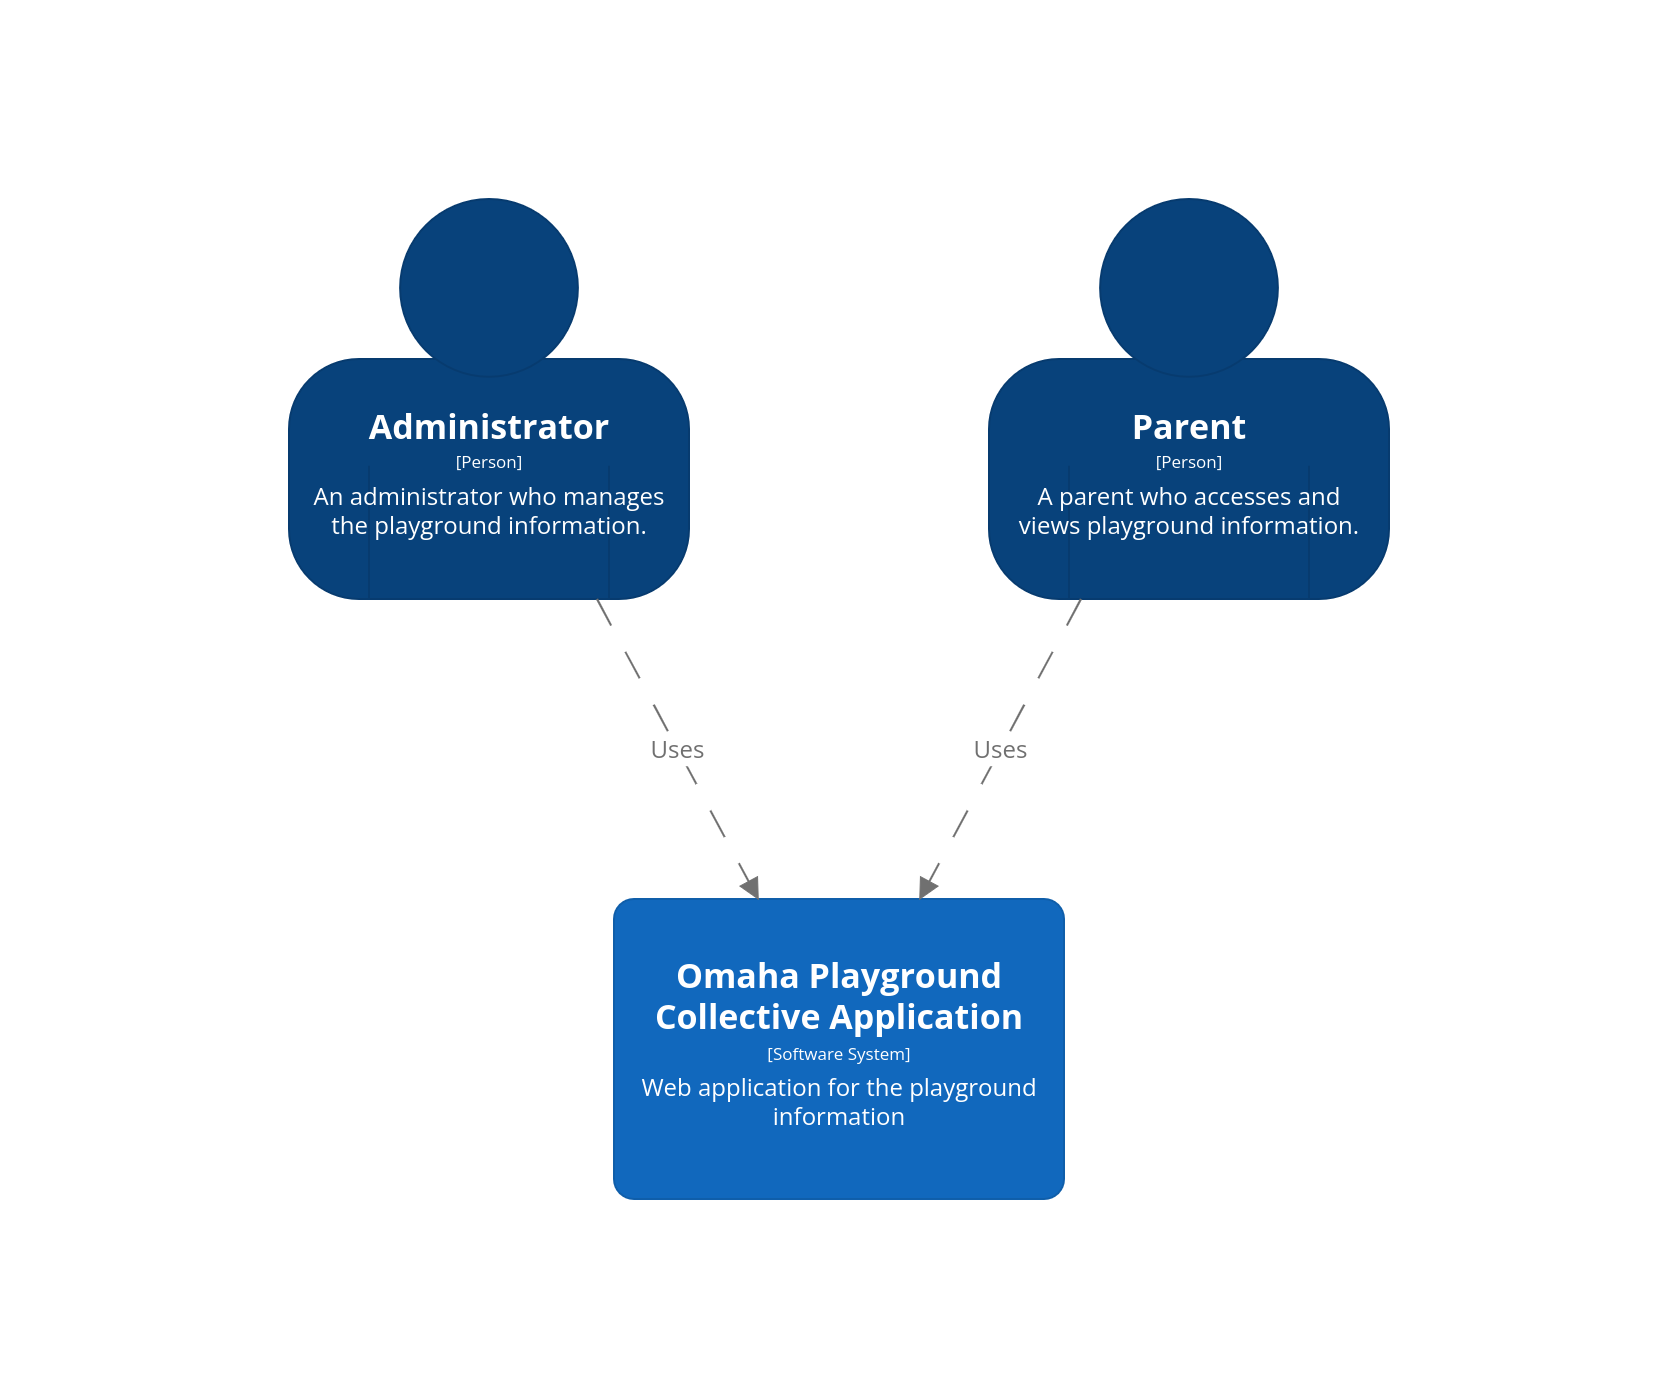 Administrator
[Person]
An administrator who manages
the playground information.
Parent
[Person]
A parent who accesses and
views playground information.
Uses
Uses
Omaha Playground
Collective Application
[Software System]
Web application for the playground
information